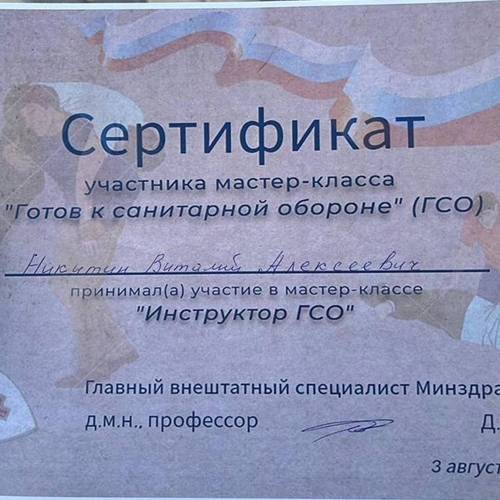 Сертификат
участника мастер-класса
"Готов к санитарной обороне" (ГСО)
Никитин Виталий Алексеевич
принимал(а) участие в мастер-классе
"Инструктор ГСО"
Главный внештатный специалист Минздра
д.м.н., профессор Д.
3 август